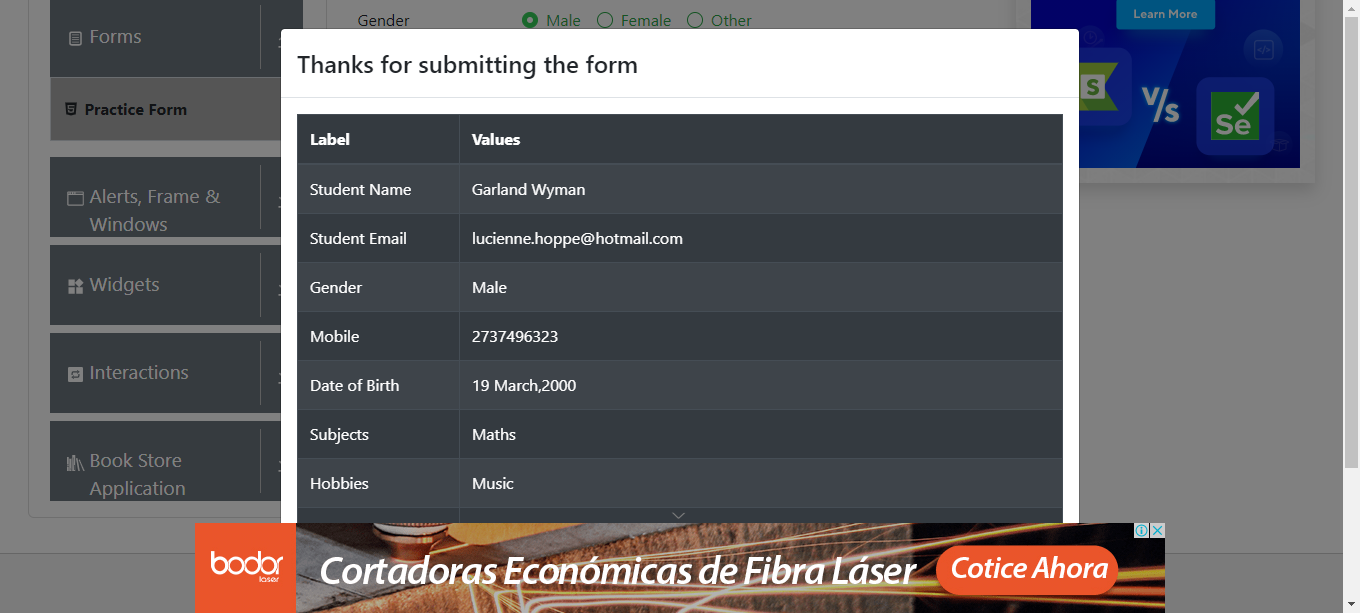 Gender
Male
Female
Other
Learn More
Forms
Practice Form
Alerts, Frame &
Windows
Widgets
Interactions
Book Store
Application
Thanks for submitting the form
Label Values
Student Name Garland Wyman
Student Email lucienne.hoppe@hotmail.com
Gender Male
Mobile 2737496323
Date of Birth 19 March,2000
Subjects Maths
Hobbies Music
S
V/s
Se
bodor
laser
Cortadoras Económicas de Fibra Láser
Cotice Ahora